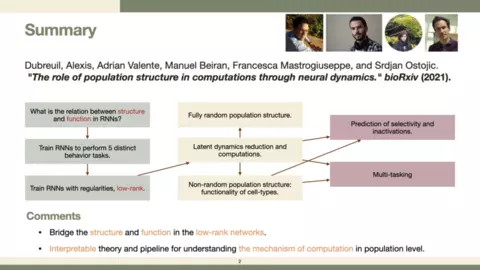 Summary
Dubreuil, Alexis, Adrian Valente, Manuel Beiran, Francesca Mastrogiuseppe, and Srdjan Ostojic.
"The role of population structure in computations through neural dynamics." bioRxiv (2021).
What is the relation between structure
and function in RNNs?
Train RNNs to perform 5 distinct
behavior tasks.
Train RNNs with regularities, low-rank.
Fully random population structure.
Latent dynamics reduction and
computations.
Non-random population structure:
functionality of cell-types.
Prediction of selectivity and
inactivations.
Multi-tasking
Comments
• Bridge the structure and function in the low-rank networks.
• Interpretable theory and pipeline for understanding the mechanism of computation in population level.
2